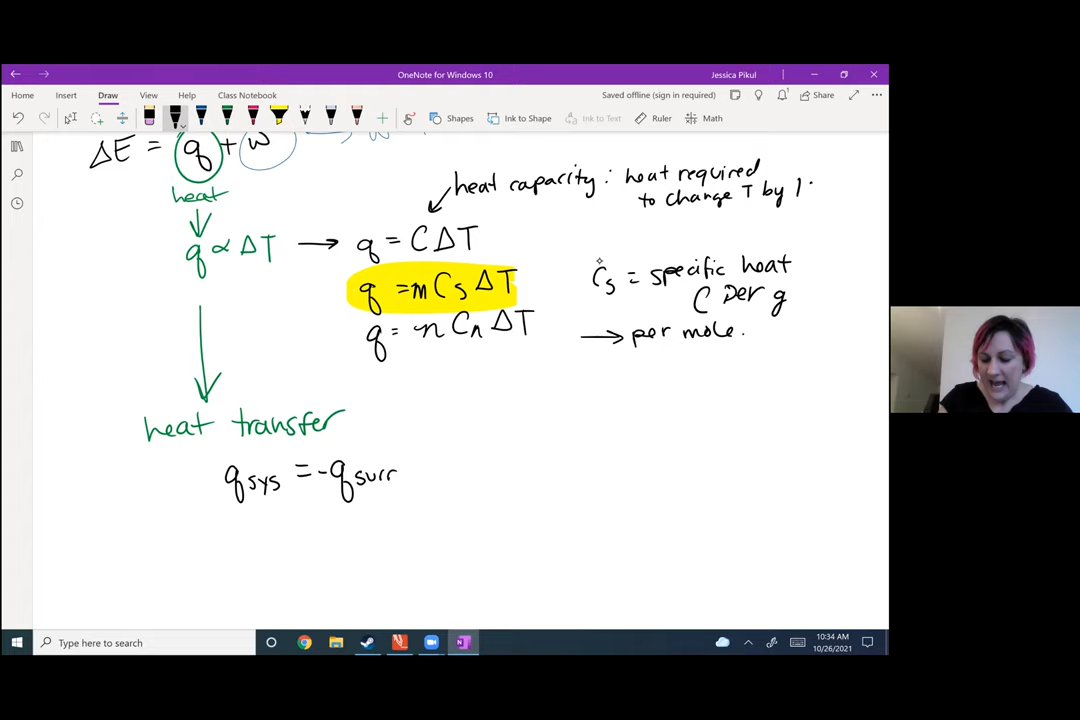 OneNote for Windows 10
Jessica Pikul
Home Insert Draw View Help Class Notebook
Saved offline (sign in required) Share
Shapes Ink to Shape Ink to Text Ruler Math
ΔE = q + w → w
heat
heat capacity: heat required
to change T by 1.
q ∝ ΔT → q = CΔT
q = m Cs ΔT
Cs = specific heat
C per g
q = n Cn ΔT → per mole.
heat transfer
qsys = -qsurr
Type here to search
10:34 AM
10/26/2021